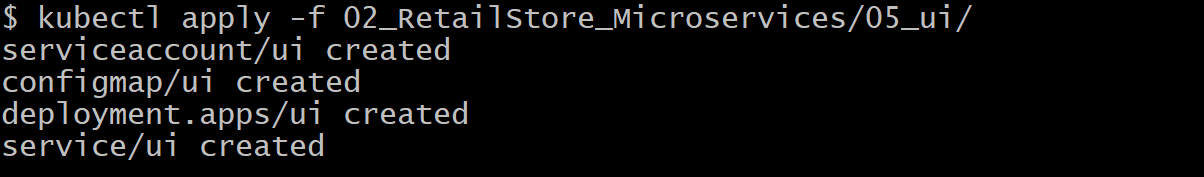 $ kubectl apply -f 02_RetailStore_Microservices/05_ui/
serviceaccount/ui created
configmap/ui created
deployment.apps/ui created
service/ui created